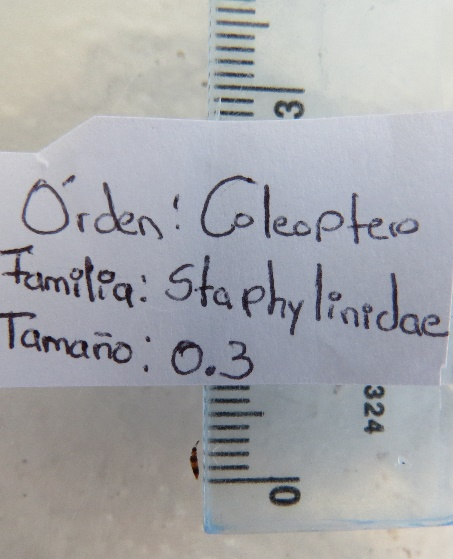 3
Órden: Coleoptero
Familia: Staphylinidae
Tamaño: 0.3
324
0